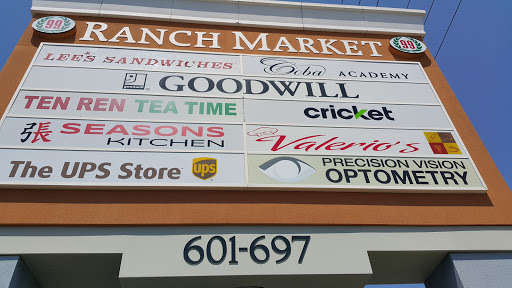 99 RANCH MARKET 99
LEE'S SANDWICHES
Ciba ACADEMY
GOODWILL
TEN REN TEA TIME
cricket
張 SEASONS KITCHEN
Valerio's
The UPS Store ups
PRECISION VISION
OPTOMETRY
601-697